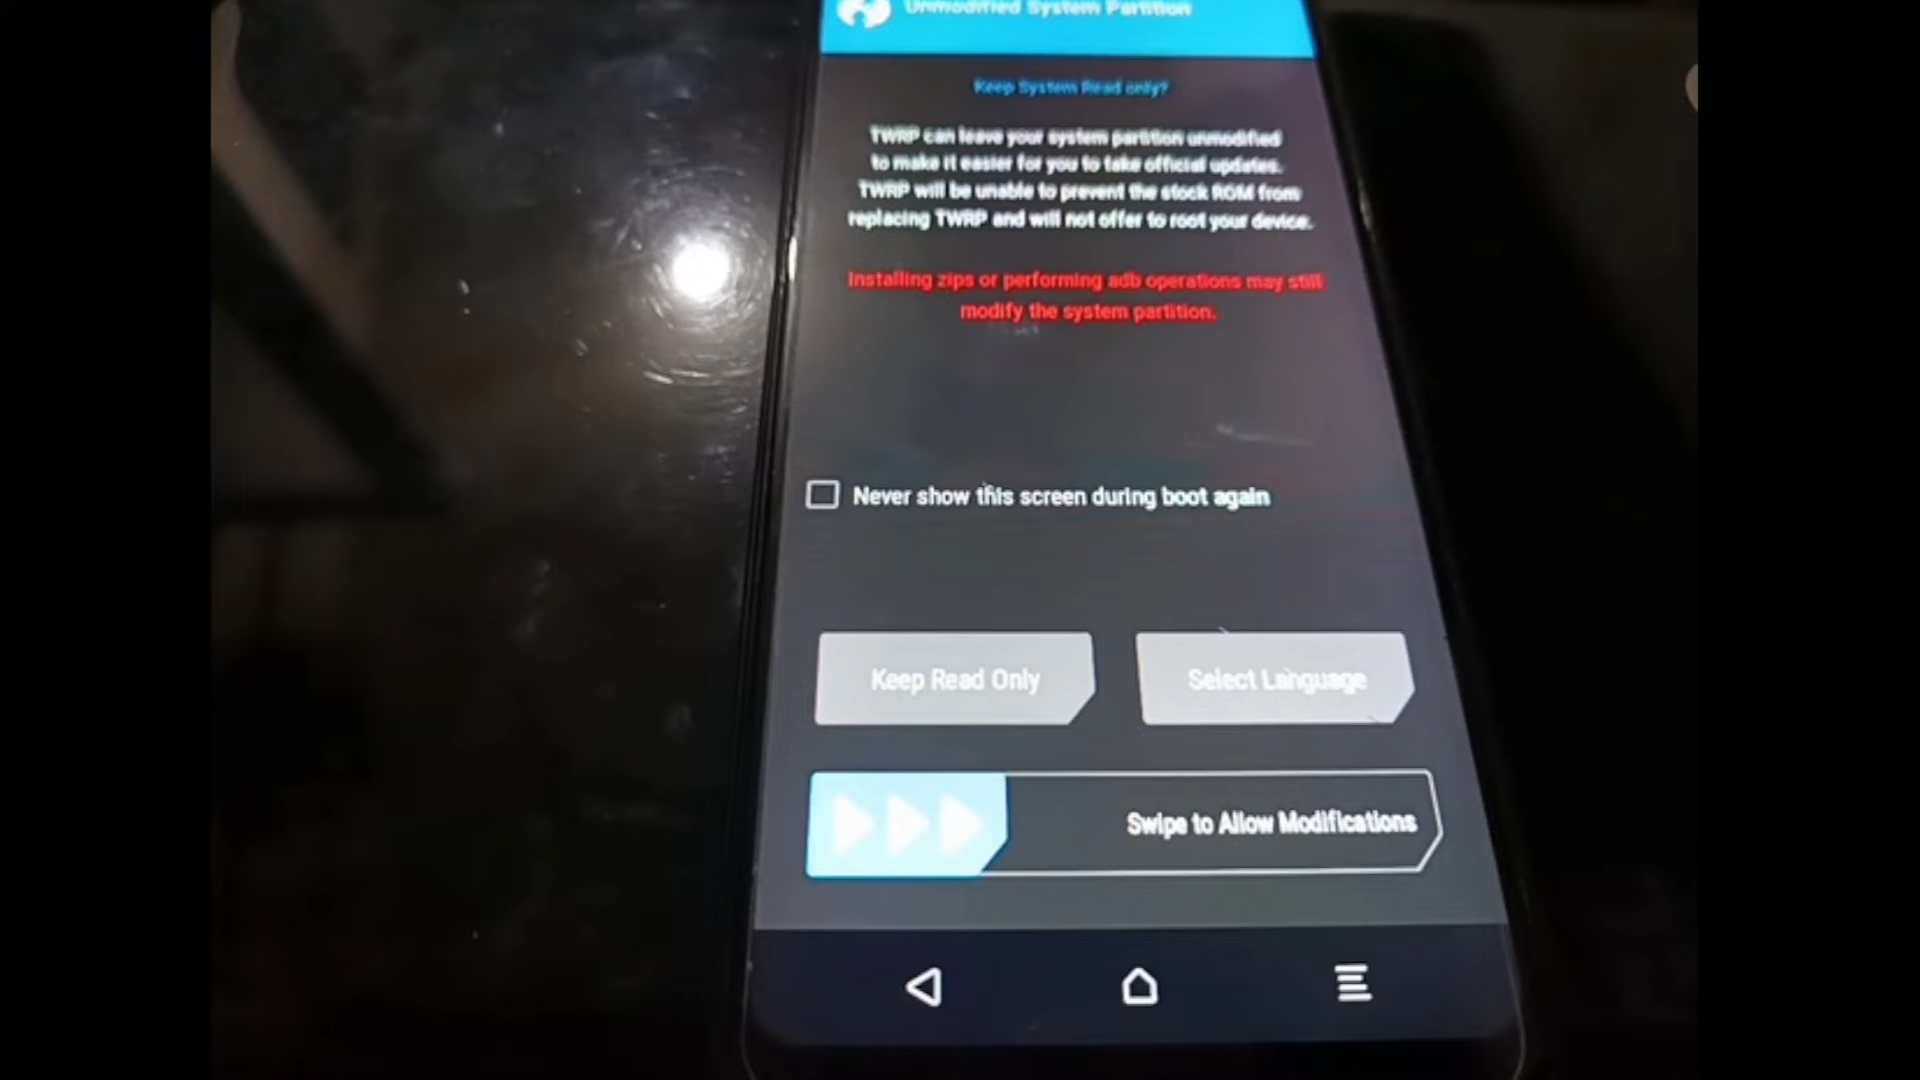 Unmodified System Partition
Keep System Read only?
TWRP can leave your system partition unmodified
to make it easier for you to take official updates.
TWRP will be unable to prevent the stock ROM from
replacing TWRP and will not offer to root your device.
Installing zips or performing adb operations may still
modify the system partition.
Never show this screen during boot again
Keep Read Only
Select Language
Swipe to Allow Modifications